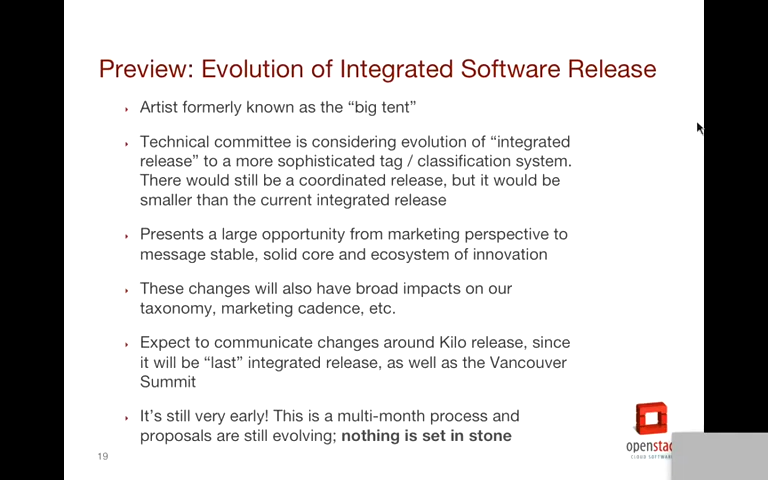 Preview: Evolution of Integrated Software Release
Artist formerly known as the “big tent”
Technical committee is considering evolution of “integrated
release” to a more sophisticated tag / classification system.
There would still be a coordinated release, but it would be
smaller than the current integrated release
Presents a large opportunity from marketing perspective to
message stable, solid core and ecosystem of innovation
These changes will also have broad impacts on our
taxonomy, marketing cadence, etc.
Expect to communicate changes around Kilo release, since
it will be “last” integrated release, as well as the Vancouver
Summit
It’s still very early! This is a multi-month process and
proposals are still evolving; nothing is set in stone
19